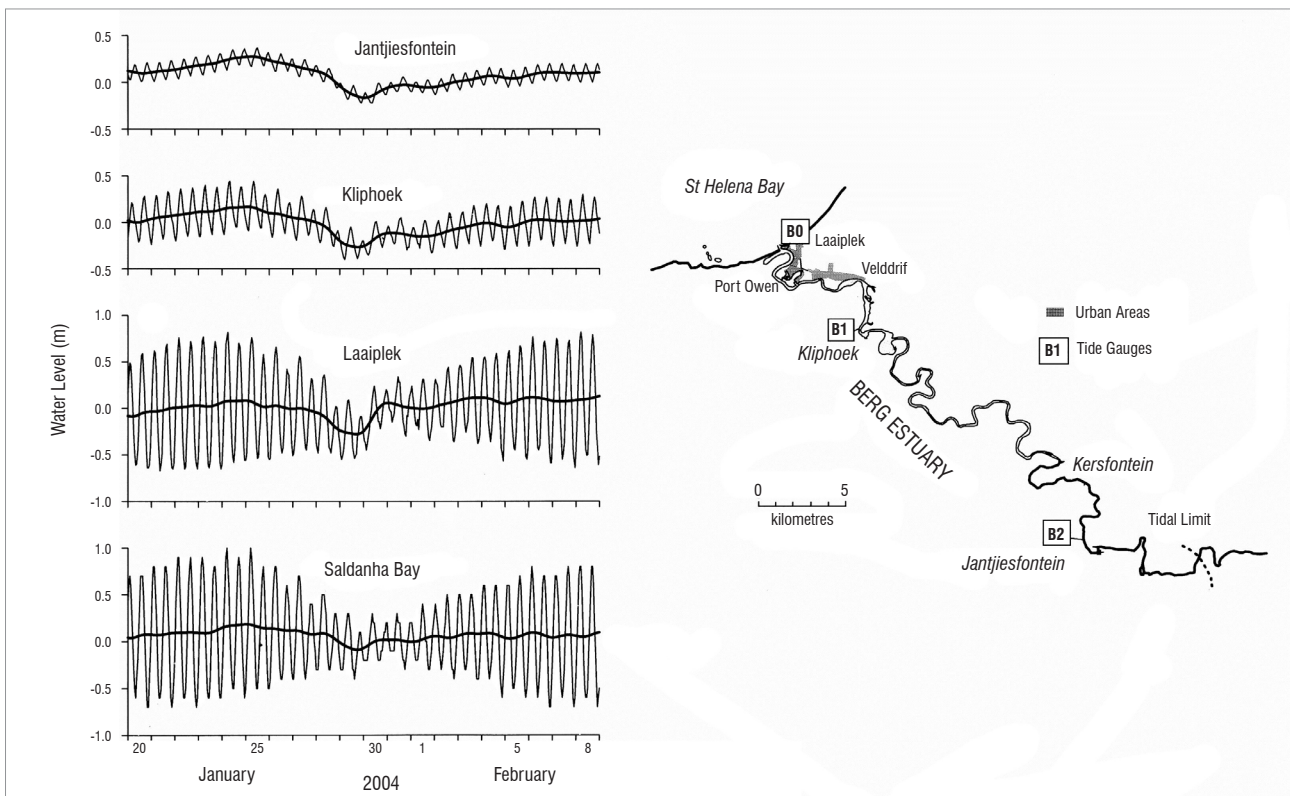 0.5
Jantjiesfontein
0.0
-0.5
0.5
Kliphoek
0.0
-0.5
1.0
0.5
Laaiplek
0.0
-0.5
-1.0
1.0
Saldanha Bay
0.5
0.0
-0.5
-1.0
Water Level (m)
20 25 30 1 5 8
January 2004 February
St Helena Bay
B0
Laaiplek
Velddrif
Port Owen
B1
Kliphoek
Urban Areas
B1 Tide Gauges
BERG ESTUARY
Kersfontein
0 5
kilometres
B2
Tidal Limit
Jantjiesfontein